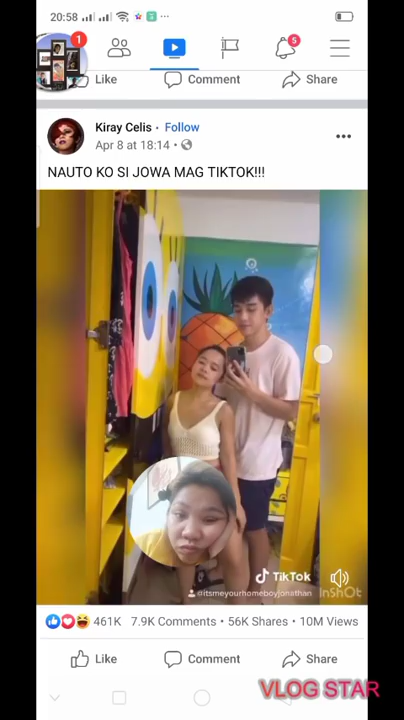 20:58
1
5
Like Comment Share
Kiray Celis · Follow
Apr 8 at 18:14 ·
NAUTO KO SI JOWA MAG TIKTOK!!!
TikTok
@itsmeyourhomeboyjonathan
InShOt
461K 7.9K Comments · 56K Shares · 10M Views
Like Comment Share
VLOG STAR